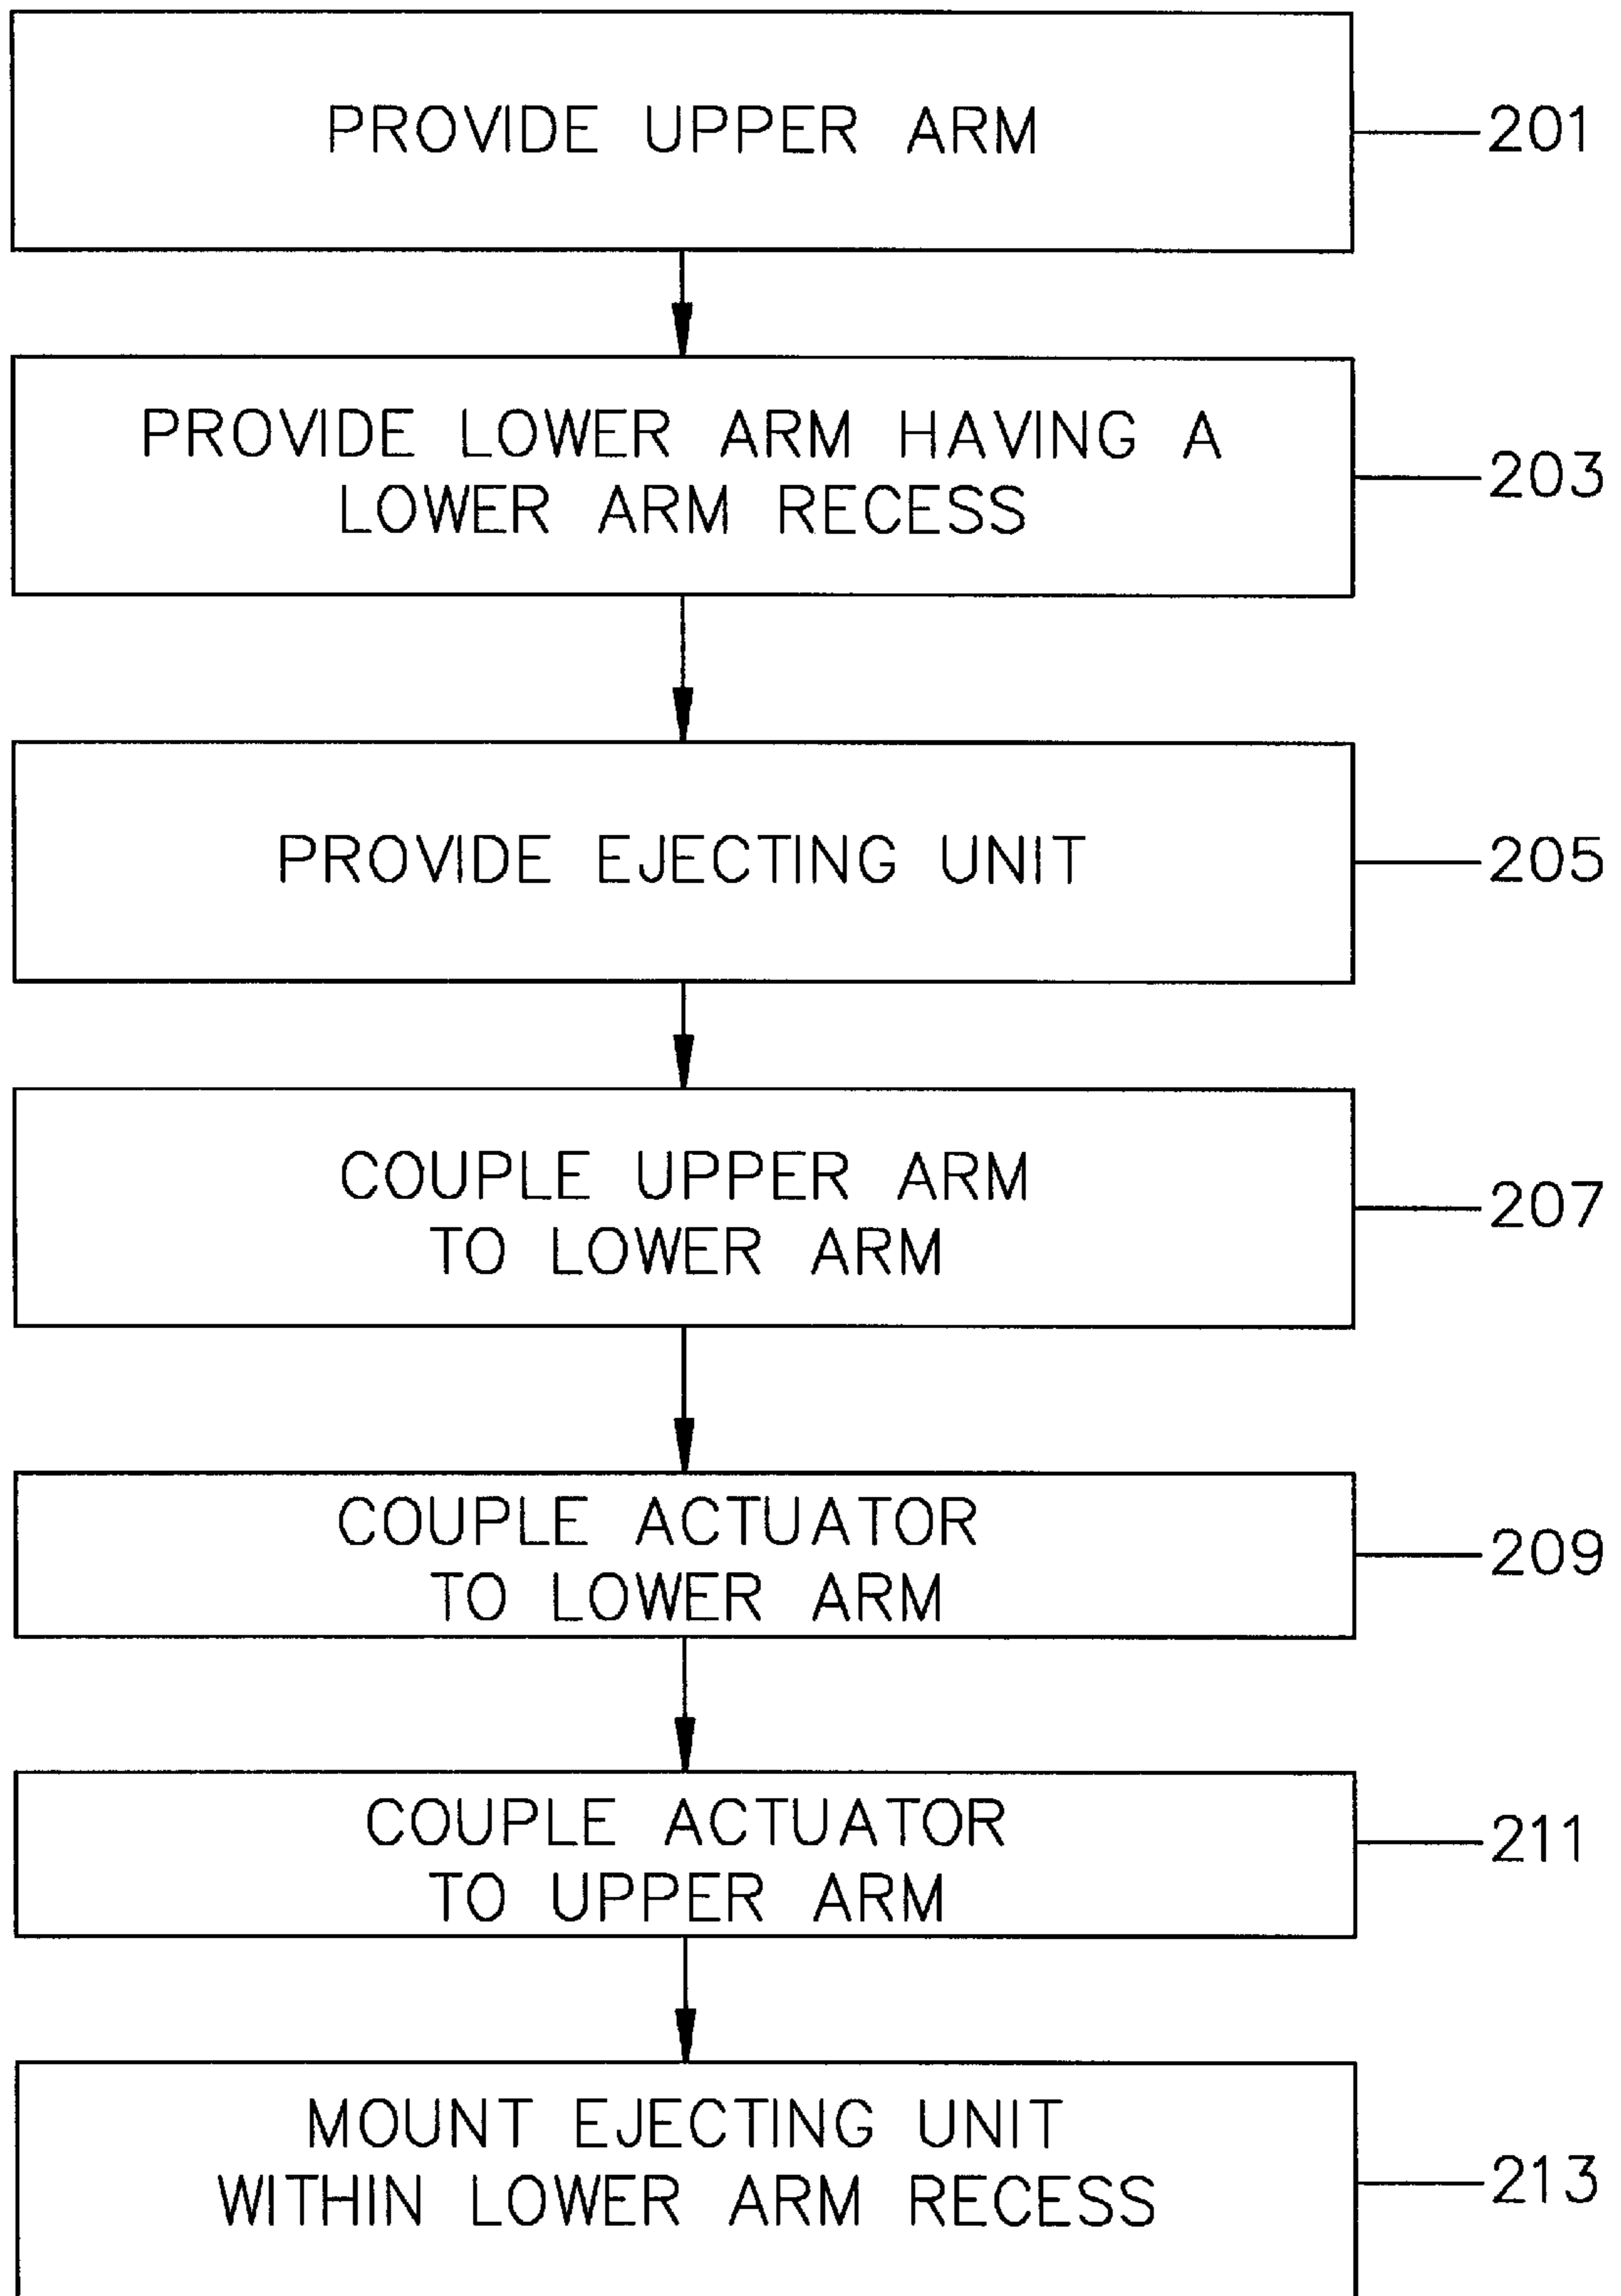 PROVIDE UPPER ARM
201
PROVIDE LOWER ARM HAVING A
LOWER ARM RECESS
203
PROVIDE EJECTING UNIT
205
COUPLE UPPER ARM
TO LOWER ARM
207
COUPLE ACTUATOR
TO LOWER ARM
209
COUPLE ACTUATOR
TO UPPER ARM
211
MOUNT EJECTING UNIT
WITHIN LOWER ARM RECESS
213